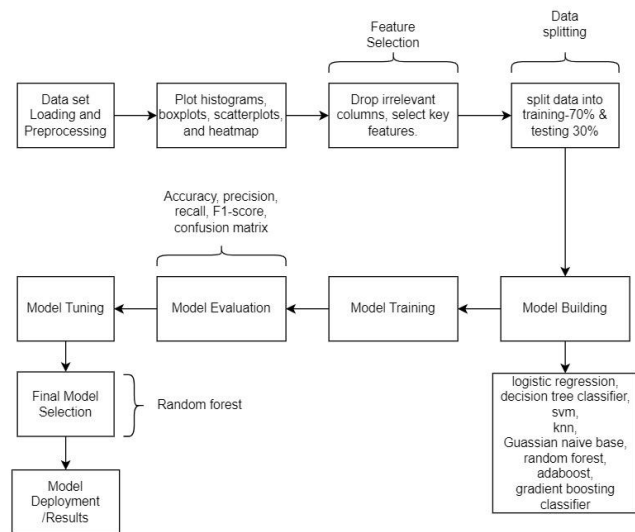 Feature
Selection
Data
splitting
Data set
Loading and
Preprocessing
Plot histograms,
boxplots, scatterplots,
and heatmap
Drop irrelevant
columns, select key
features.
split data into
training-70% &
testing 30%
Accuracy, precision,
recall, F1-score,
confusion matrix
Model Tuning
Model Evaluation
Model Training
Model Building
Final Model
Selection
Random forest
logistic regression,
decision tree classifier,
svm,
knn,
Guassian naive base,
random forest,
adaboost,
gradient boosting
classifier
Model
Deployment
/Results